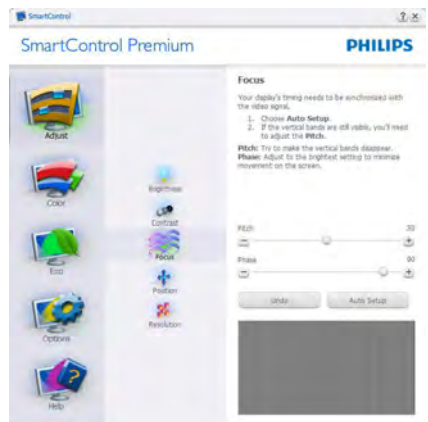 SmartControl
SmartControl Premium
PHILIPS
Adjust
Color
Eco
Options
Help
Brightness
Contrast
Focus
Position
Resolution
Focus
Your display's timing needs to be synchronized with
the video signal.
1. Choose Auto Setup.
2. If the vertical bands are still visible, you'll need
to adjust the Pitch.
Pitch: Try to make the vertical bands disappear.
Phase: Adjust to the brightest setting to minimize
movement on the screen.
Pitch 30
Phase 90
Undo Auto Setup